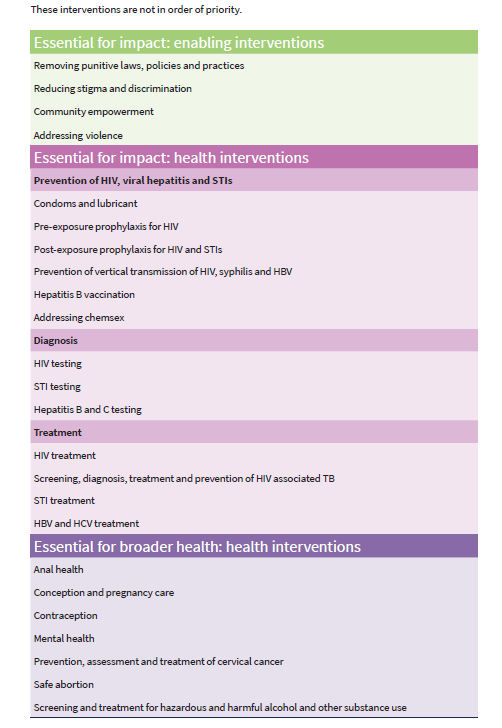 These interventions are not in order of priority.
Essential for impact: enabling interventions
Removing punitive laws, policies and practices
Reducing stigma and discrimination
Community empowerment
Addressing violence
Essential for impact: health interventions
Prevention of HIV, viral hepatitis and STIs
Condoms and lubricant
Pre-exposure prophylaxis for HIV
Post-exposure prophylaxis for HIV and STIs
Prevention of vertical transmission of HIV, syphilis and HBV
Hepatitis B vaccination
Addressing chemsex
Diagnosis
HIV testing
STI testing
Hepatitis B and C testing
Treatment
HIV treatment
Screening, diagnosis, treatment and prevention of HIV associated TB
STI treatment
HBV and HCV treatment
Essential for broader health: health interventions
Anal health
Conception and pregnancy care
Contraception
Mental health
Prevention, assessment and treatment of cervical cancer
Safe abortion
Screening and treatment for hazardous and harmful alcohol and other substance use